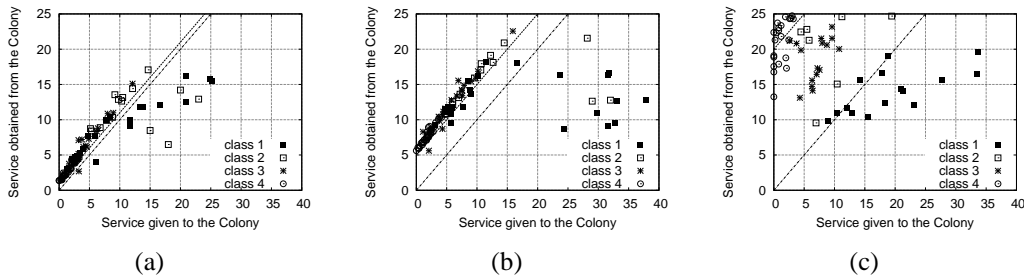 Service obtained from the Colony
25
20
15
10
5
0
0 5 10 15 20 25 30 35 40
Service given to the Colony
class 1
class 2
class 3
class 4
(a)
Service obtained from the Colony
25
20
15
10
5
0
0 5 10 15 20 25 30 35 40
Service given to the Colony
class 1
class 2
class 3
class 4
(b)
Service obtained from the Colony
25
20
15
10
5
0
0 5 10 15 20 25 30 35 40
Service given to the Colony
class 1
class 2
class 3
class 4
(c)